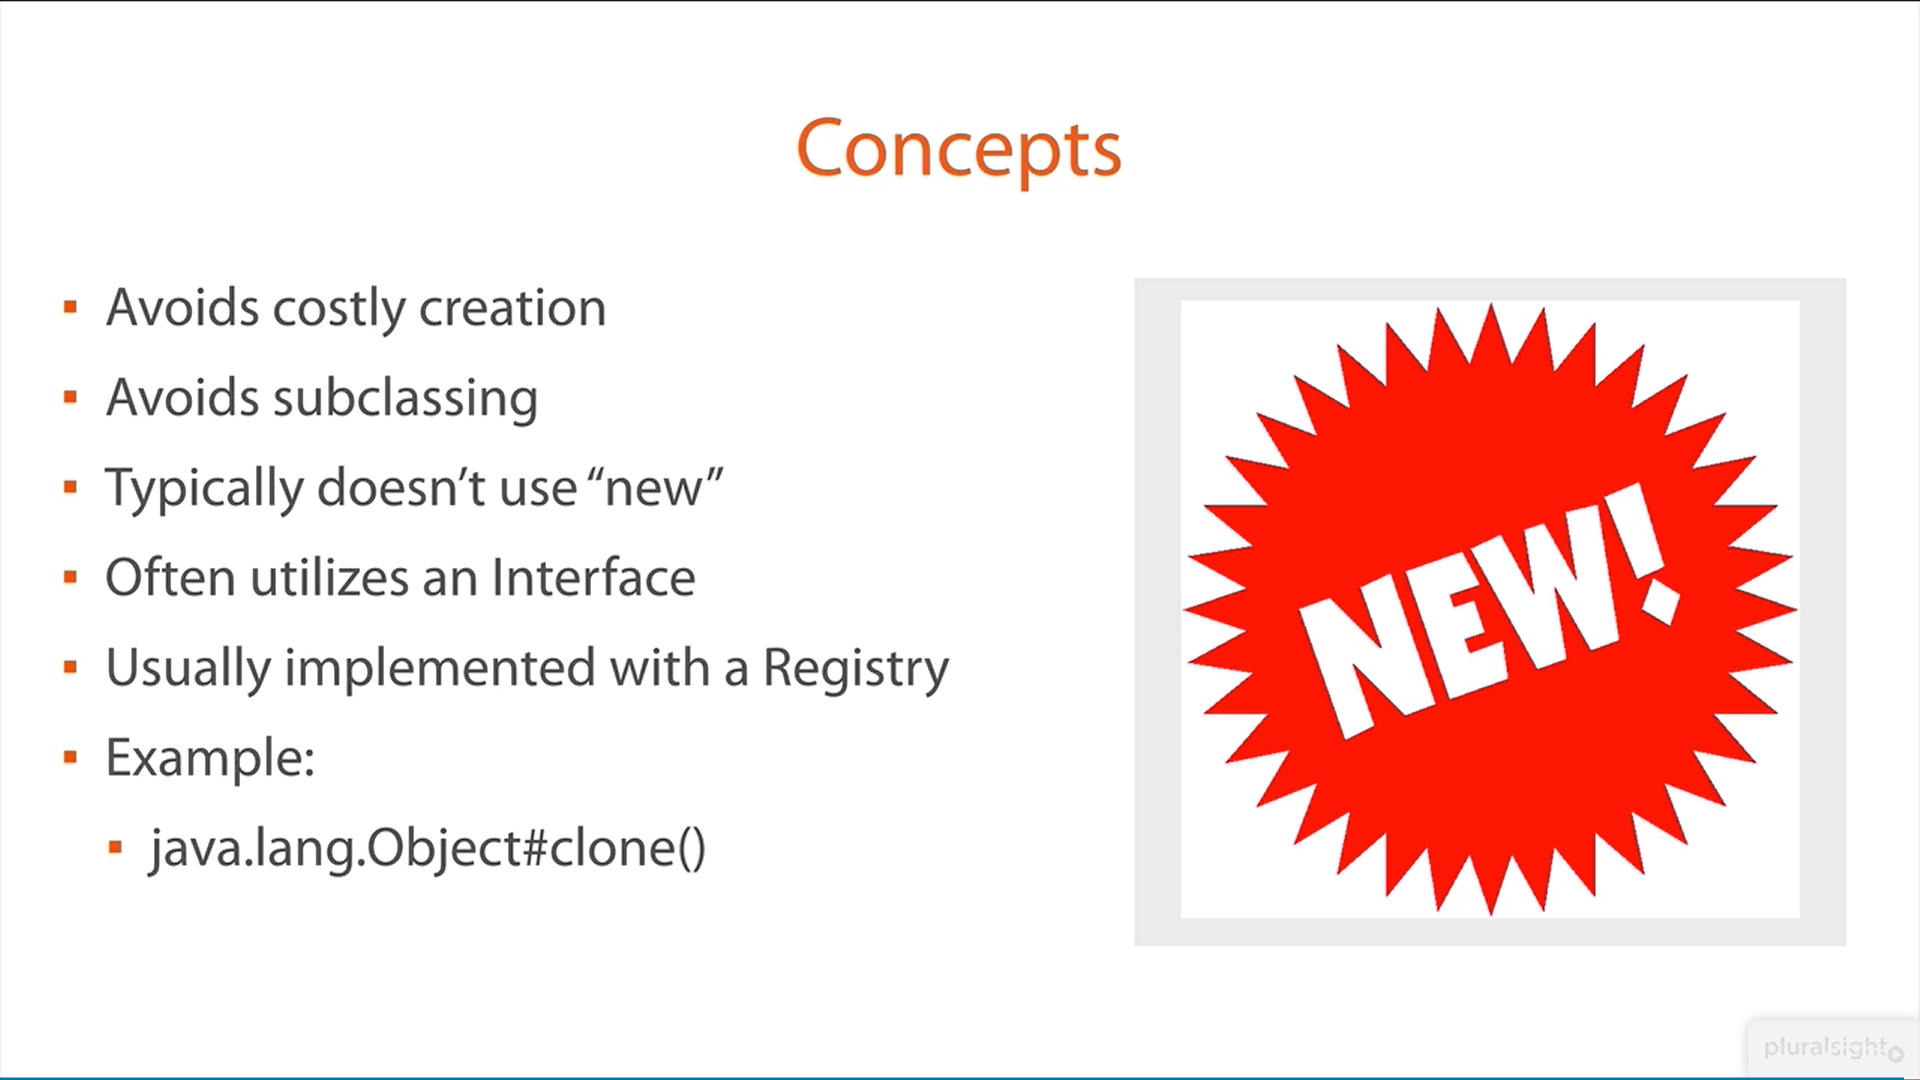 Concepts
▪ Avoids costly creation
▪ Avoids subclassing
▪ Typically doesn’t use “new”
▪ Often utilizes an Interface
▪ Usually implemented with a Registry
▪ Example:
▪ java.lang.Object#clone()
NEW!
pluralsight